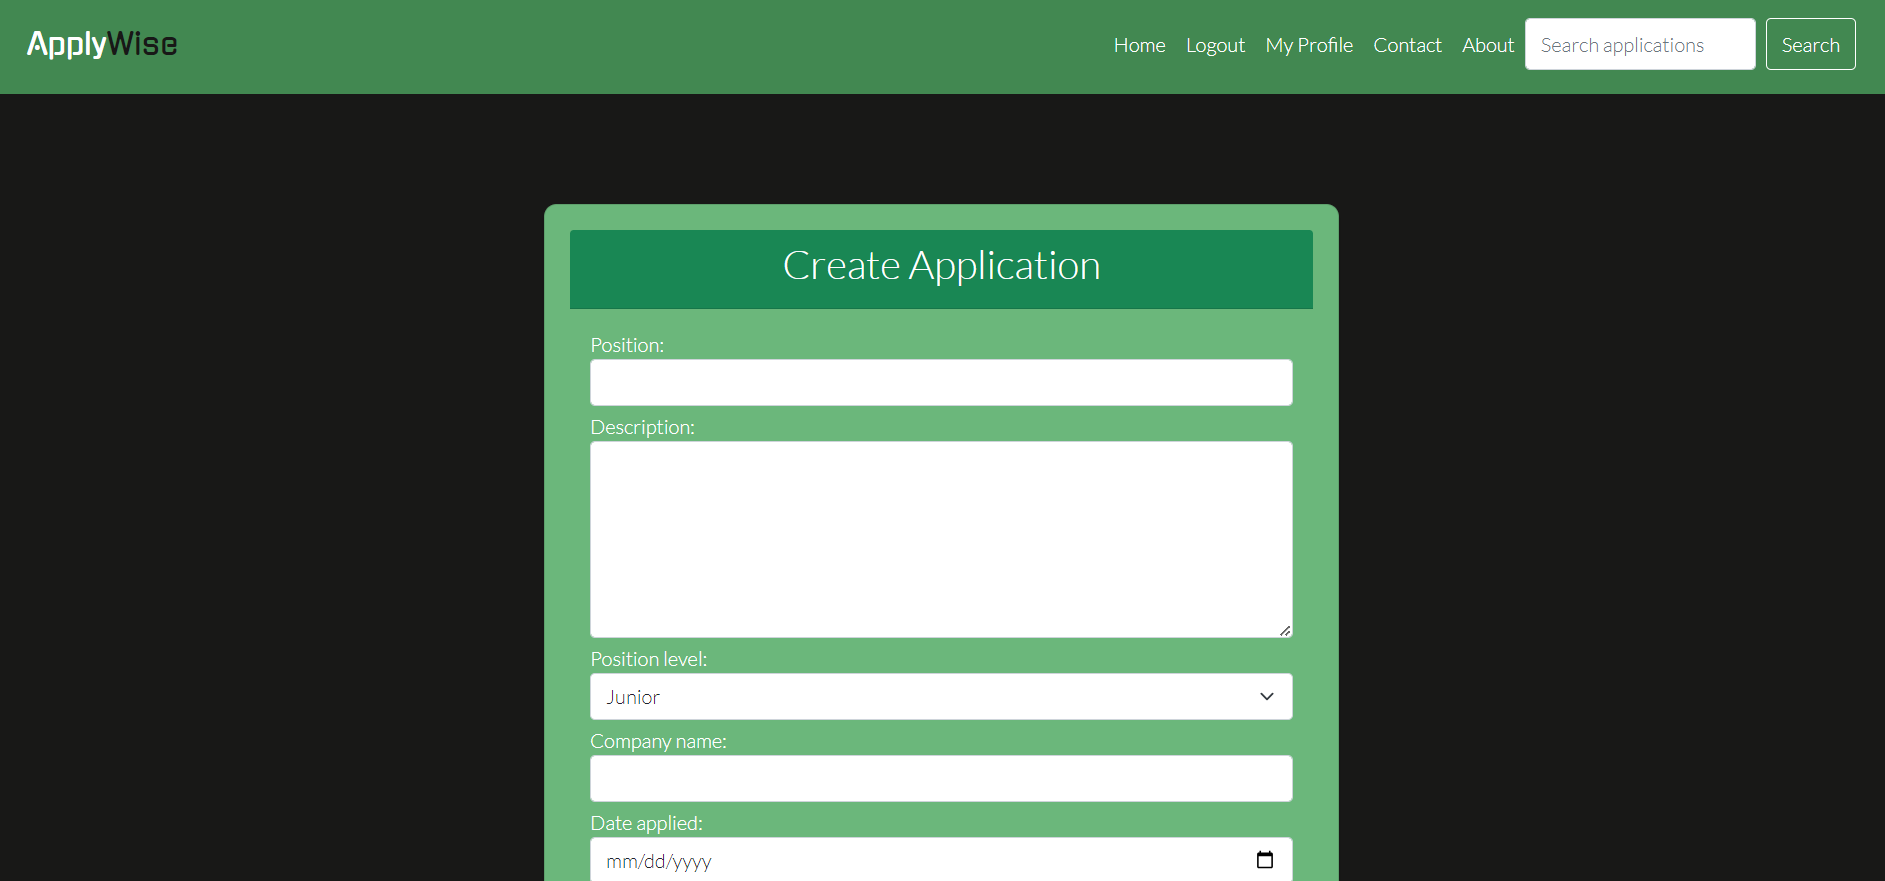 ApplyWise
Home Logout My Profile Contact About Search applications Search
Create Application
Position:
Description:
Position level:
Junior
Company name:
Date applied:
mm/dd/yyyy